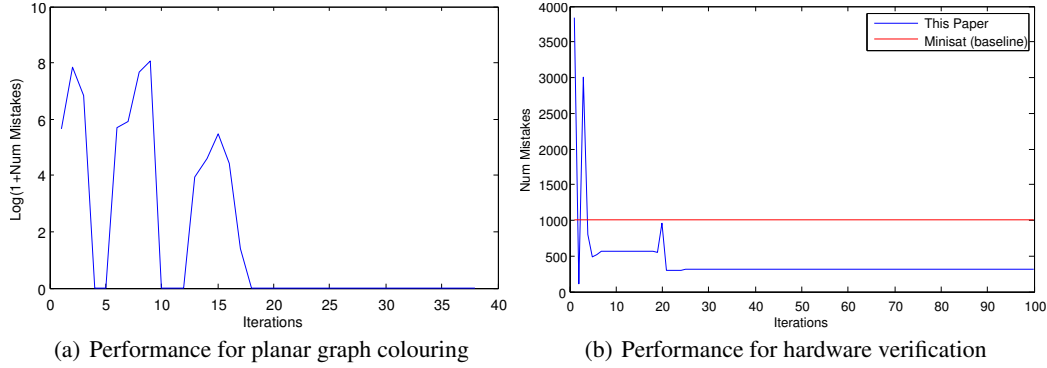 10
8
6
4
2
0
Log(1+Num Mistakes)
0 5 10 15 20 25 30 35 40
Iterations
(a) Performance for planar graph colouring
4000
3500
3000
2500
2000
1500
1000
500
0
Num Mistakes
This Paper
Minisat (baseline)
0 10 20 30 40 50 60 70 80 90 100
Iterations
(b) Performance for hardware verification